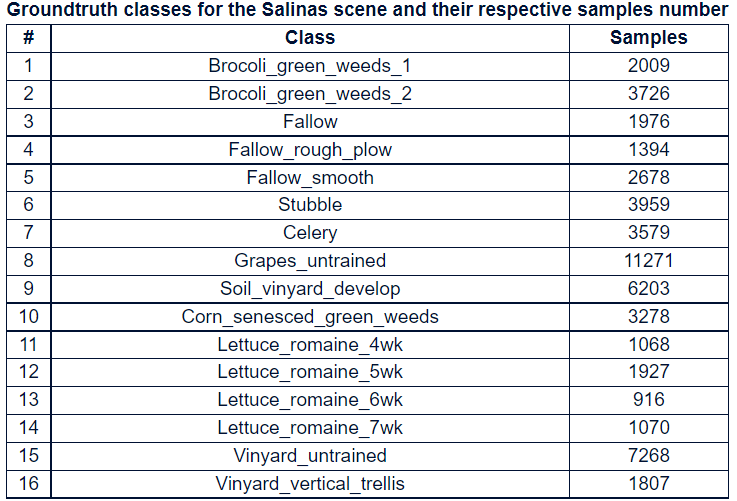 Groundtruth classes for the Salinas scene and their respective samples number
# Class Samples
1 Brocoli_green_weeds_1 2009
2 Brocoli_green_weeds_2 3726
3 Fallow 1976
4 Fallow_rough_plow 1394
5 Fallow_smooth 2678
6 Stubble 3959
7 Celery 3579
8 Grapes_untrained 11271
9 Soil_vinyard_develop 6203
10 Corn_senesced_green_weeds 3278
11 Lettuce_romaine_4wk 1068
12 Lettuce_romaine_5wk 1927
13 Lettuce_romaine_6wk 916
14 Lettuce_romaine_7wk 1070
15 Vinyard_untrained 7268
16 Vinyard_vertical_trellis 1807